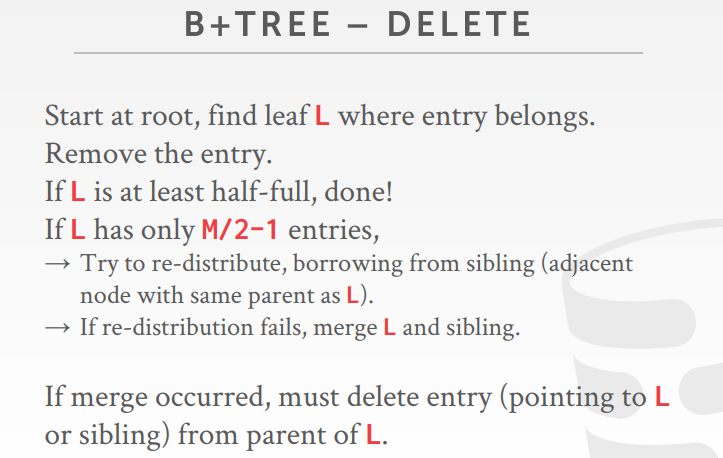 B+TREE – DELETE
Start at root, find leaf L where entry belongs.
Remove the entry.
If L is at least half-full, done!
If L has only M/2-1 entries,
→ Try to re-distribute, borrowing from sibling (adjacent
node with same parent as L).
→ If re-distribution fails, merge L and sibling.
If merge occurred, must delete entry (pointing to L
or sibling) from parent of L.